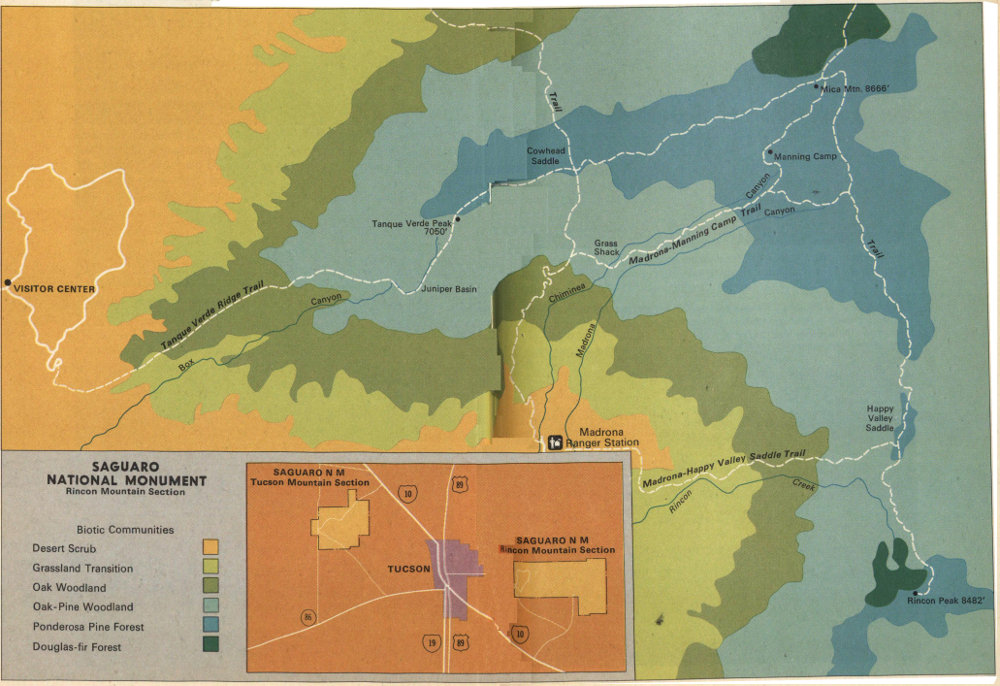 Trail
Mica Mtn. 8666'
Cowhead
Saddle
Manning Camp
Canyon
Canyon
Tanque Verde Peak
7050'
Grass
Shack
Madrona-Manning Camp Trail
Trail
VISITOR CENTER
Juniper Basin
Canyon
Chiminea
Tanque Verde Ridge Trail
Box
Madrona
Happy
Valley
Saddle
Madrona
Ranger Station
Madrona-Happy Valley Saddle Trail
Rincon
Creek
Rincon Peak 8482'
SAGUARO
NATIONAL MONUMENT
Rincon Mountain Section
Biotic Communities
Desert Scrub
Grassland Transition
Oak Woodland
Oak-Pine Woodland
Ponderosa Pine Forest
Douglas-fir Forest
SAGUARO N M
Tucson Mountain Section
10
89
SAGUARO N M
Rincon Mountain Section
TUCSON
86
19
89
10